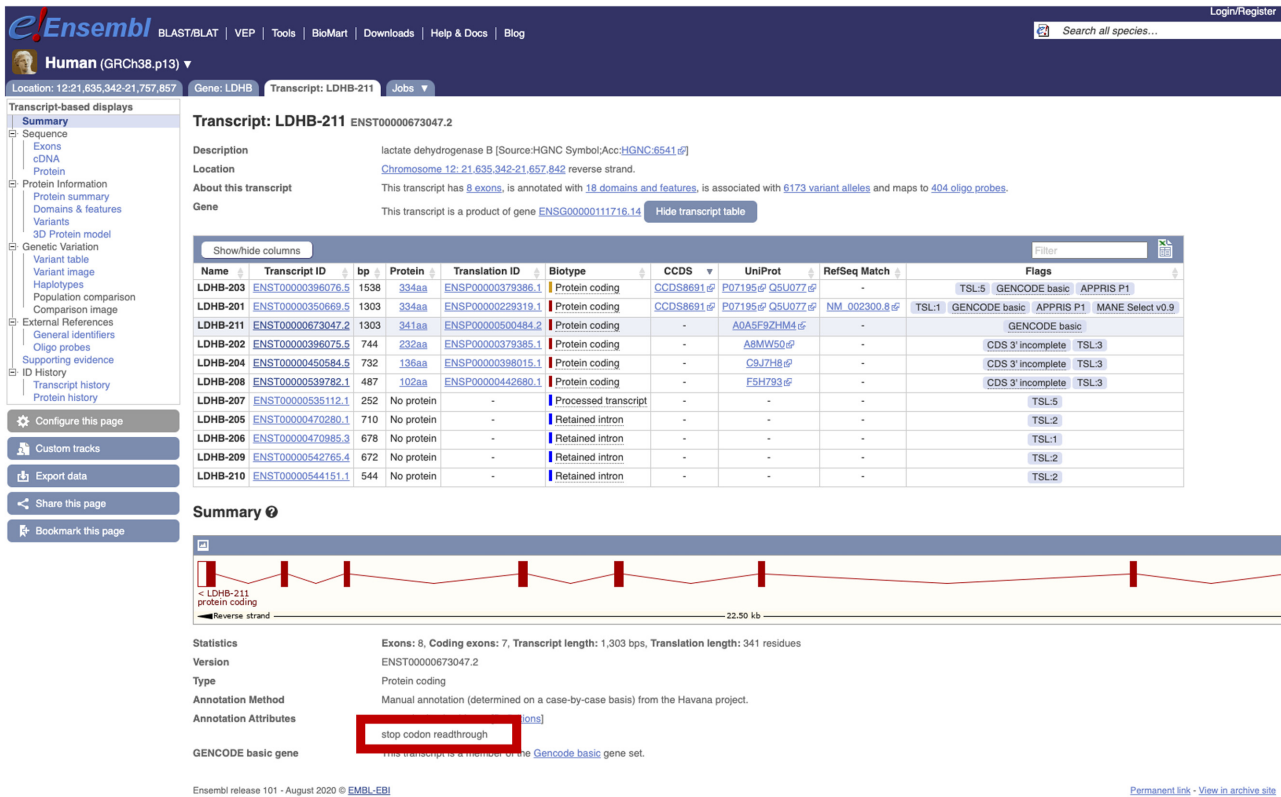 Login/Register
e!Ensembl BLAST/BLAT | VEP | Tools | BioMart | Downloads | Help & Docs | Blog
Search all species...
Human (GRCh38.p13) ▼
Location: 12:21,635,342-21,757,857 Gene: LDHB Transcript: LDHB-211 Jobs ▼
Transcript-based displays
Summary
Sequence
Exons
cDNA
Protein
Protein Information
Protein summary
Domains & features
Variants
3D Protein model
Genetic Variation
Variant table
Variant image
Haplotypes
Population comparison
Comparison image
External References
General identifiers
Oligo probes
Supporting evidence
ID History
Transcript history
Protein history
Configure this page
Custom tracks
Export data
Share this page
Bookmark this page
Transcript: LDHB-211 ENST00000673047.2
Description lactate dehydrogenase B [Source:HGNC Symbol;Acc:HGNC:6541]
Location Chromosome 12: 21,635,342-21,657,842 reverse strand.
About this transcript This transcript has 8 exons, is annotated with 18 domains and features, is associated with 6173 variant alleles and maps to 404 oligo probes.
Gene This transcript is a product of gene ENSG00000111716.14 Hide transcript table
Show/hide columns Filter
Name Transcript ID bp Protein Translation ID Biotype CCDS ▼ UniProt RefSeq Match Flags
LDHB-203 ENST00000396076.5 1538 334aa ENSP00000379386.1 Protein coding CCDS8691 P07195 Q5U077 - TSL:5 GENCODE basic APPRIS P1
LDHB-201 ENST00000350669.5 1303 334aa ENSP00000229319.1 Protein coding CCDS8691 P07195 Q5U077 NM_002300.8 TSL:1 GENCODE basic APPRIS P1 MANE Select v0.9
LDHB-211 ENST00000673047.2 1303 341aa ENSP00000500484.2 Protein coding - A0A5F9ZHM4 - GENCODE basic
LDHB-202 ENST00000396075.5 744 232aa ENSP00000379385.1 Protein coding - A8MW50 - CDS 3' incomplete TSL:3
LDHB-204 ENST00000450584.5 732 136aa ENSP00000398015.1 Protein coding - C9J7H8 - CDS 3' incomplete TSL:3
LDHB-208 ENST00000539782.1 487 102aa ENSP00000442680.1 Protein coding - F5H793 - CDS 3' incomplete TSL:3
LDHB-207 ENST00000535112.1 252 No protein - Processed transcript - - - TSL:5
LDHB-205 ENST00000470280.1 710 No protein - Retained intron - - - TSL:2
LDHB-206 ENST00000470985.3 678 No protein - Retained intron - - - TSL:1
LDHB-209 ENST00000542765.4 672 No protein - Retained intron - - - TSL:2
LDHB-210 ENST00000544151.1 544 No protein - Retained intron - - - TSL:2
Summary
< LDHB-211
protein coding
Reverse strand 22.50 kb
Statistics Exons: 8, Coding exons: 7, Transcript length: 1,303 bps, Translation length: 341 residues
Version ENST00000673047.2
Type Protein coding
Annotation Method Manual annotation (determined on a case-by-case basis) from the Havana project.
Annotation Attributes ions]
stop codon readthrough
GENCODE basic gene This transcript is a member of the Gencode basic gene set.
Ensembl release 101 - August 2020 © EMBL-EBI Permanent link - View in archive site